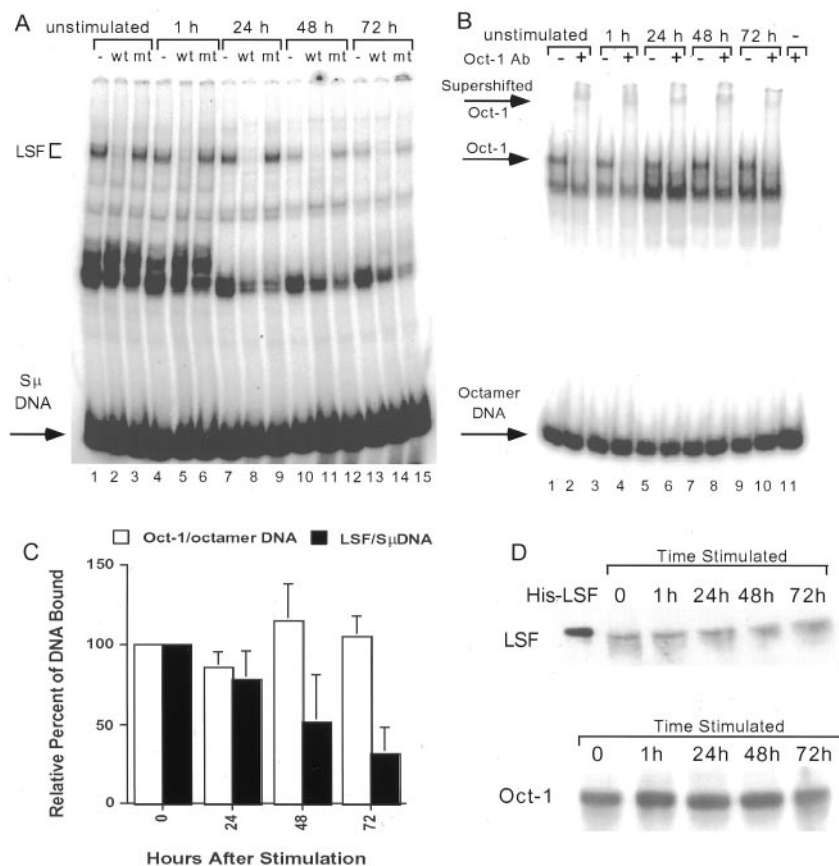 A
unstimulated 1 h 24 h 48 h 72 h
- wt mt - wt mt - wt mt - wt mt - wt mt
LSF [
Sμ
DNA
1 2 3 4 5 6 7 8 9 10 11 12 13 14 15
B
unstimulated 1 h 24 h 48 h 72 h -
Oct-1 Ab - + - + - + - + - + +
Supershifted
Oct-1
Oct-1
Octamer
DNA
1 2 3 4 5 6 7 8 9 10 11
C
Oct-1/octamer DNA LSF/SμDNA
Relative Percent of DNA Bound
150
100
50
0
0 24 48 72
Hours After Stimulation
D
Time Stimulated
His-LSF 0 1h 24h 48h 72h
LSF
Time Stimulated
0 1h 24h 48h 72h
Oct-1